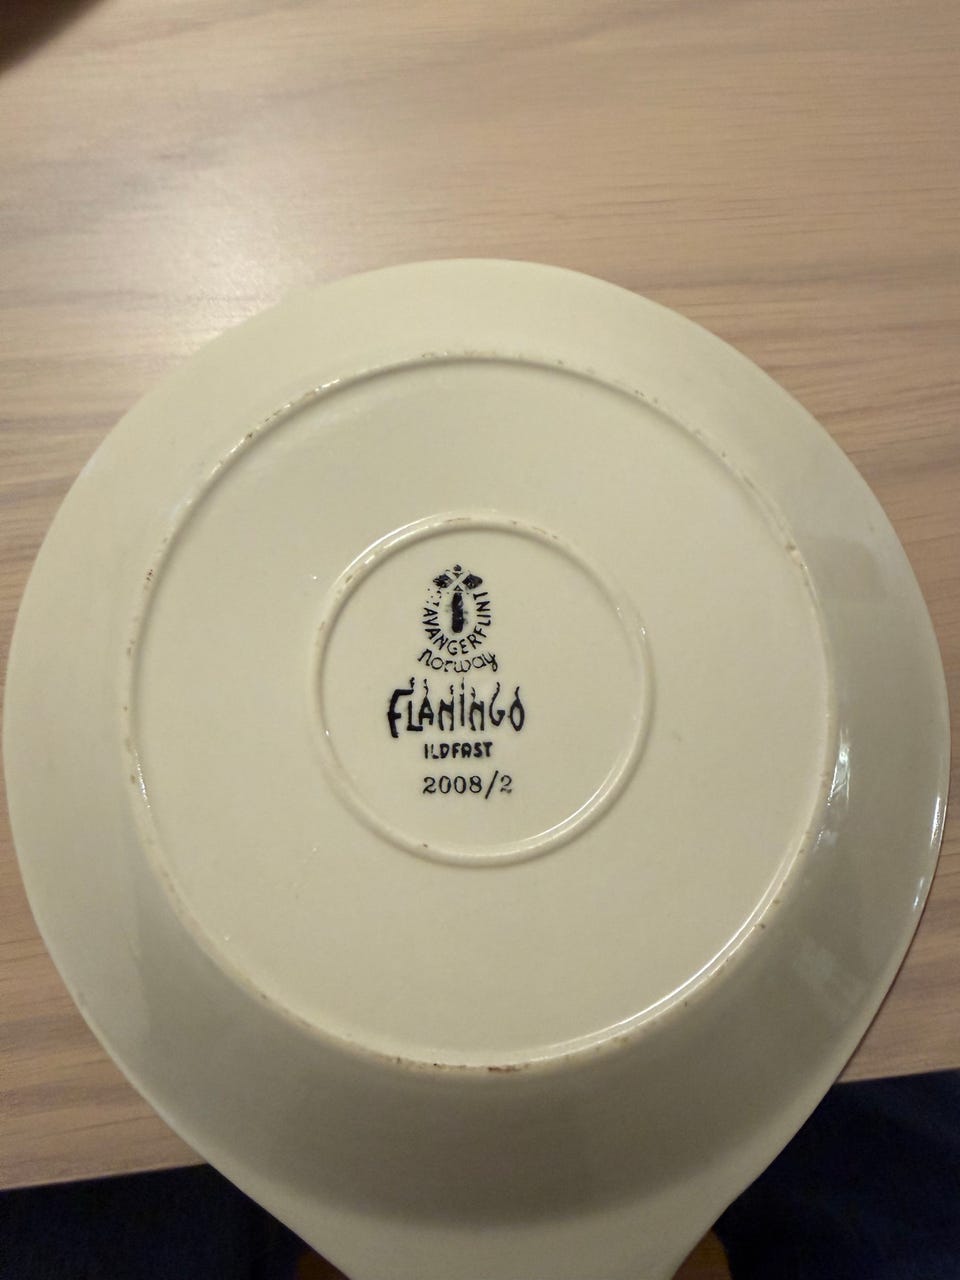 STAVANGERFLINT
Norway
FLAMINGO
ILDFAST
2008/2